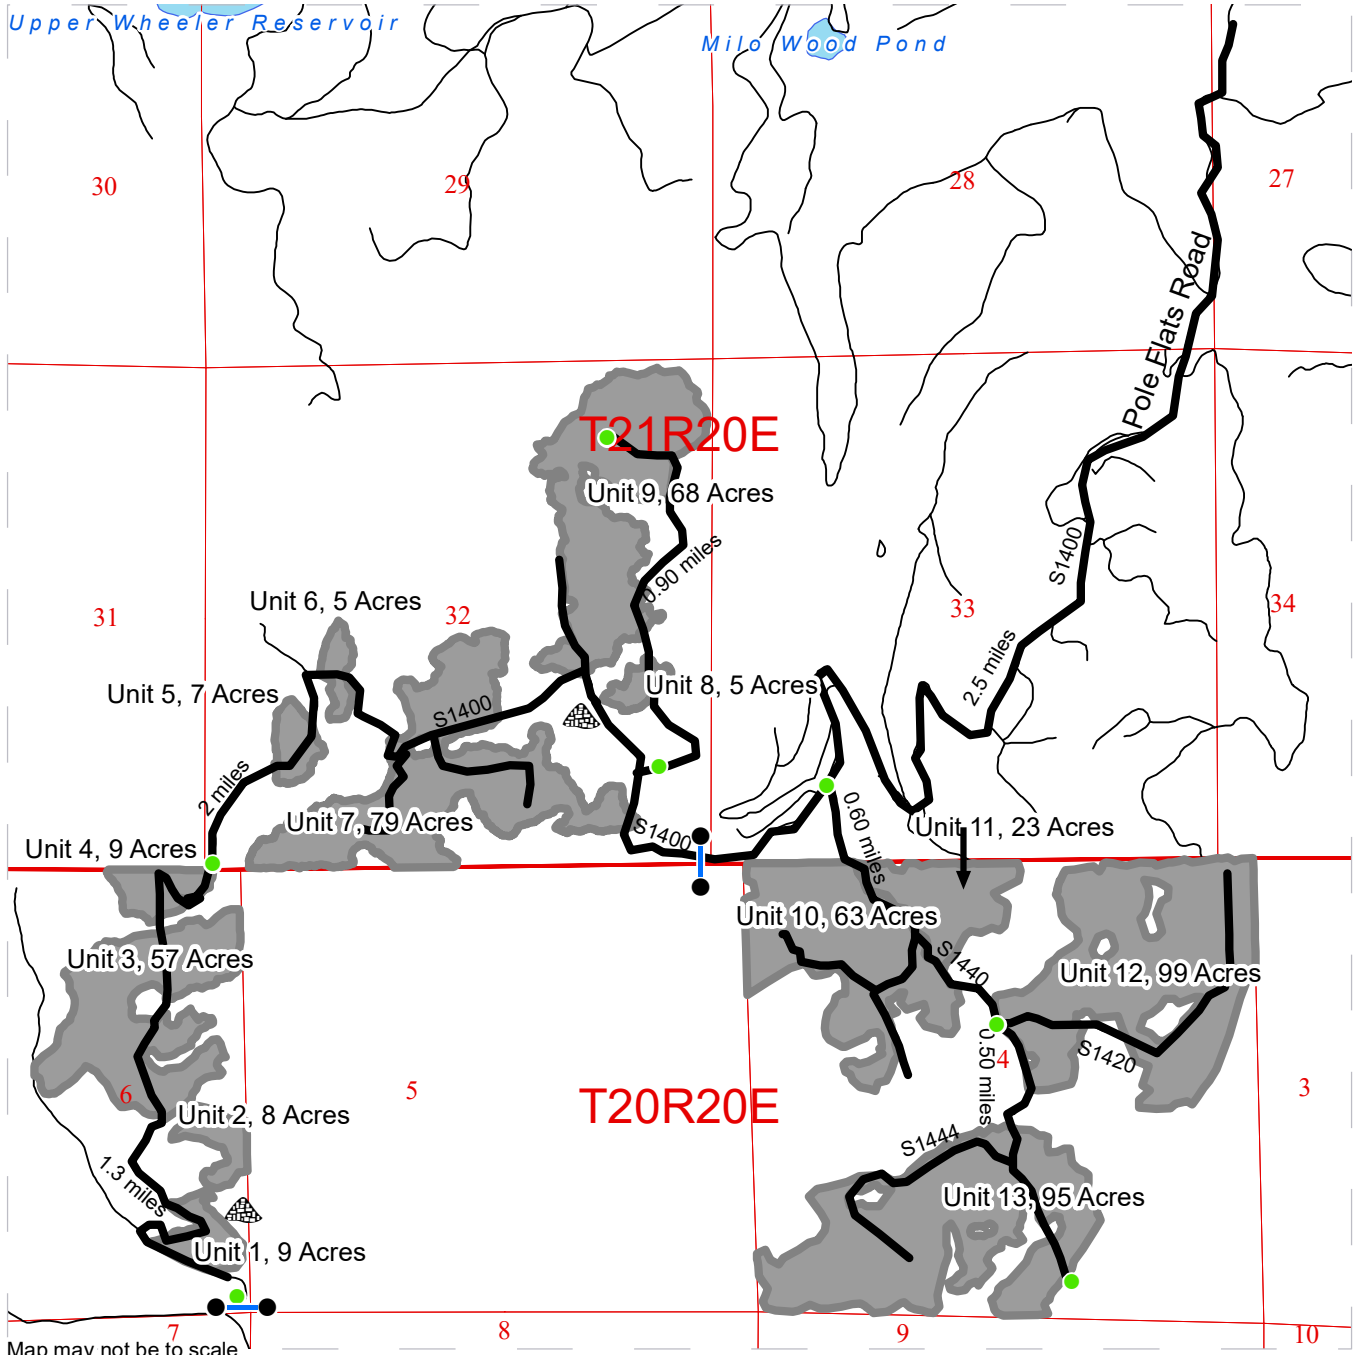 Upper Wheeler Reservoir
Milo Wood Pond
30
29
28
27
Pole Flats Road
T21R20E
Unit 9, 68 Acres
0.90 miles
S1400
31
Unit 6, 5 Acres
32
33
34
2.5 miles
Unit 5, 7 Acres
Unit 8, 5 Acres
S1400
2 miles
Unit 7, 79 Acres
S1400
0.60 miles
Unit 11, 23 Acres
Unit 4, 9 Acres
Unit 10, 63 Acres
Unit 3, 57 Acres
S1440
Unit 12, 99 Acres
S1420
0.50 miles
4
6
5
T20R20E
3
Unit 2, 8 Acres
S1444
1.3 miles
Unit 13, 95 Acres
Unit 1, 9 Acres
7
8
9
10
Map may not be to scale